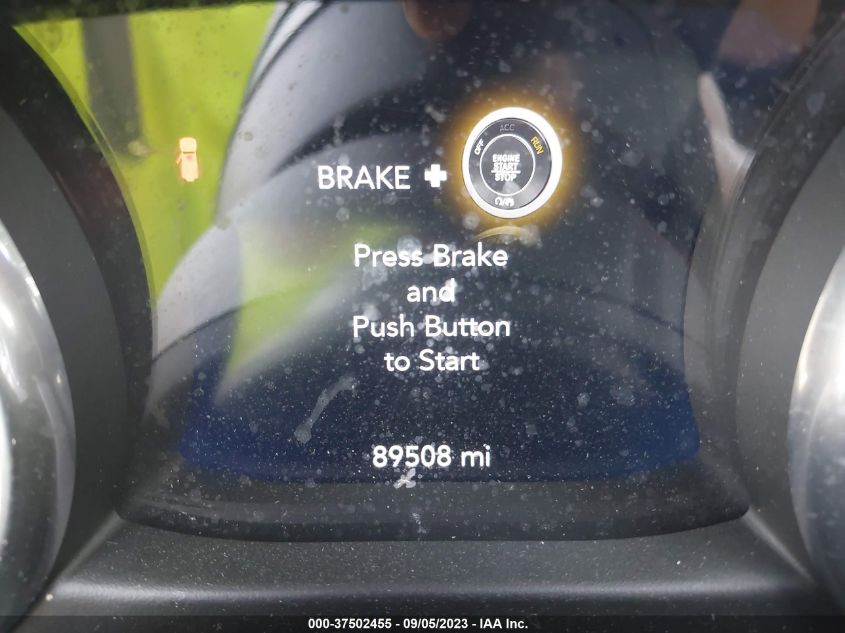 OFF ACC RUN
ENGINE
START
STOP
BRAKE +
Press Brake
and
Push Button
to Start
89508 mi
000-37502455 - 09/05/2023 - IAA Inc.